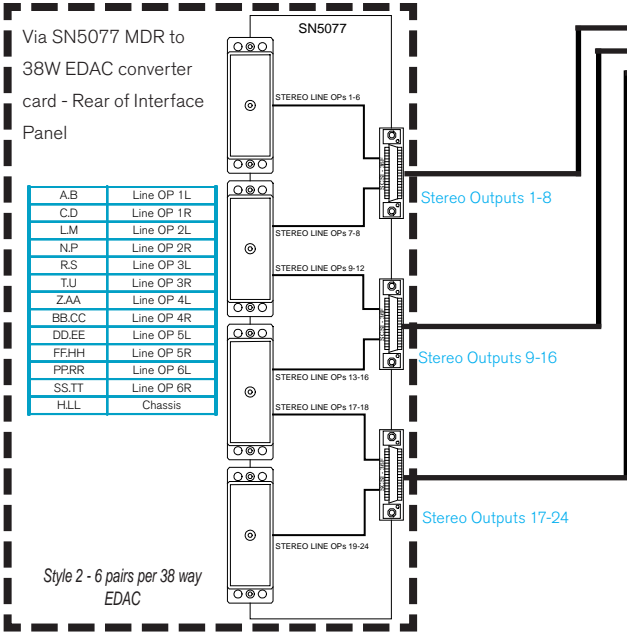 Via SN5077 MDR to
38W EDAC converter
card - Rear of Interface
Panel
SN5077
STEREO LINE OPs 1-6
STEREO LINE OPs 7-8
STEREO LINE OPs 9-12
STEREO LINE OPs 13-16
STEREO LINE OPs 17-18
STEREO LINE OPs 19-24
Stereo Outputs 1-8
Stereo Outputs 9-16
Stereo Outputs 17-24
A.B Line OP 1L
C.D Line OP 1R
L.M Line OP 2L
N.P Line OP 2R
R.S Line OP 3L
T.U Line OP 3R
Z.AA Line OP 4L
BB.CC Line OP 4R
DD.EE Line OP 5L
FF.HH Line OP 5R
PP.RR Line OP 6L
SS.TT Line OP 6R
H.LL Chassis
Style 2 - 6 pairs per 38 way
EDAC